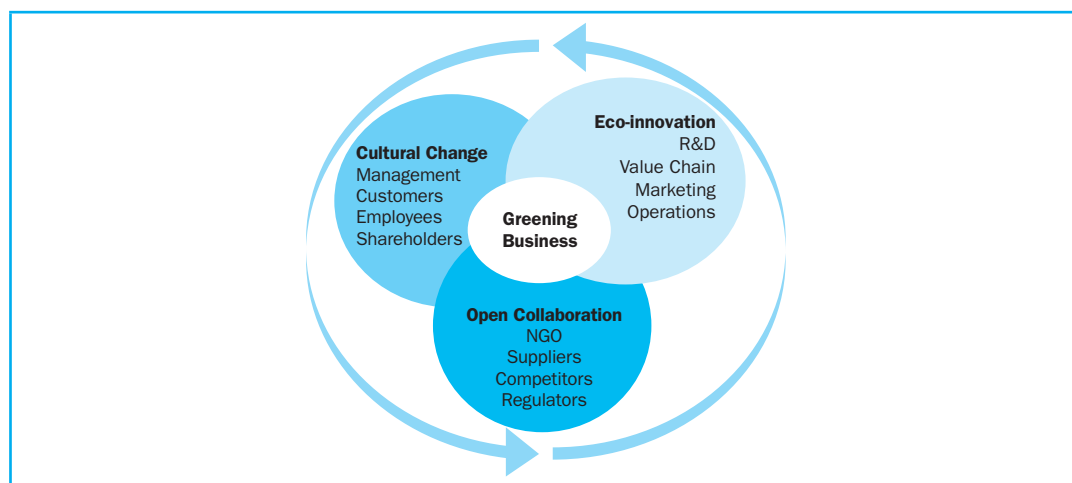 Cultural Change
Management
Customers
Employees
Shareholders
Eco-innovation
R&D
Value Chain
Marketing
Operations
Greening
Business
Open Collaboration
NGO
Suppliers
Competitors
Regulators